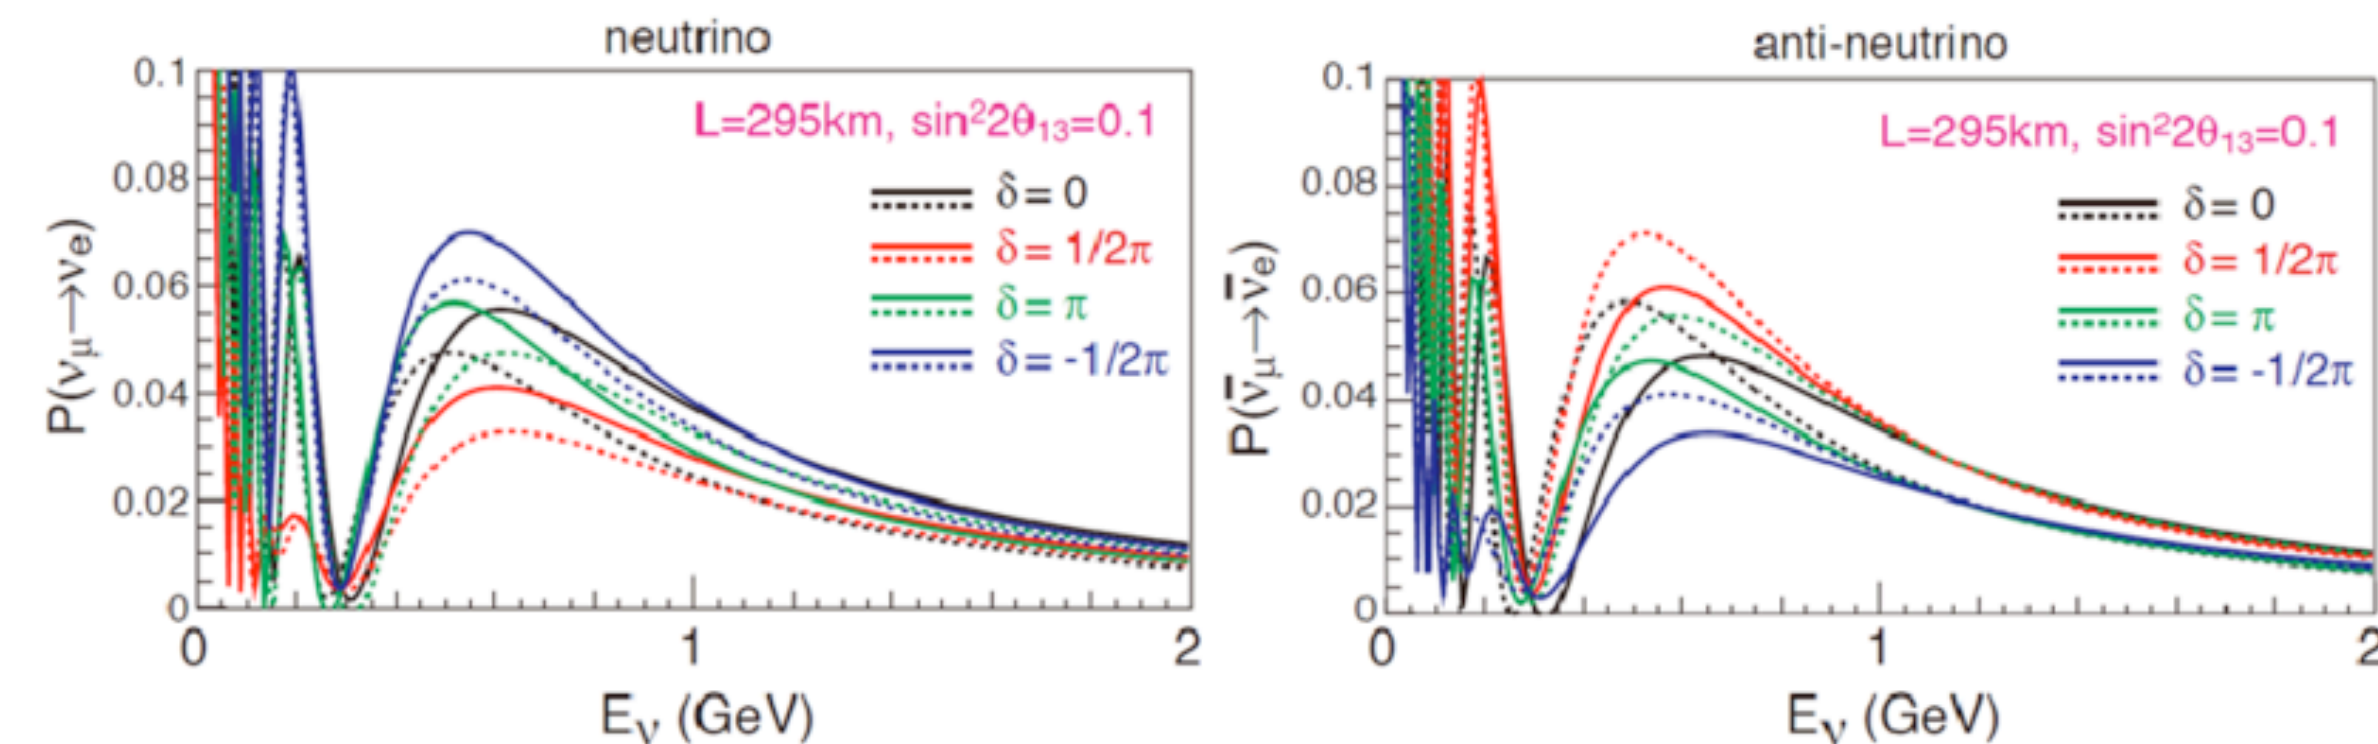 neutrino
0.1
0.08
0.06
0.04
0.02
0
P(νμ→νe)
L=295km, sin²2θ₁₃=0.1
δ= 0
δ= 1/2π
δ= π
δ= -1/2π
0 1 2
Eν (GeV)
anti-neutrino
0.1
0.08
0.06
0.04
0.02
0
P(ν̄μ→ν̄e)
L=295km, sin²2θ₁₃=0.1
δ= 0
δ= 1/2π
δ= π
δ= -1/2π
0 1 2
Eν (GeV)